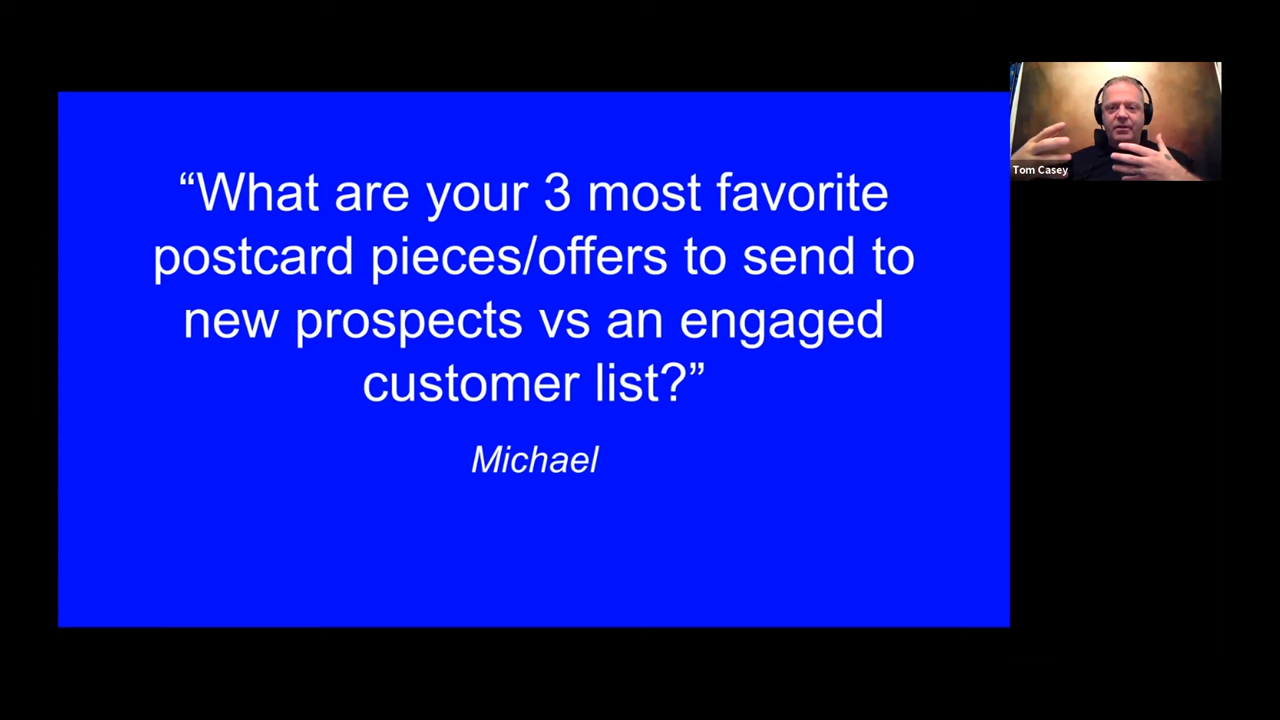 “What are your 3 most favorite
postcard pieces/offers to send to
new prospects vs an engaged
customer list?”
Michael
Tom Casey